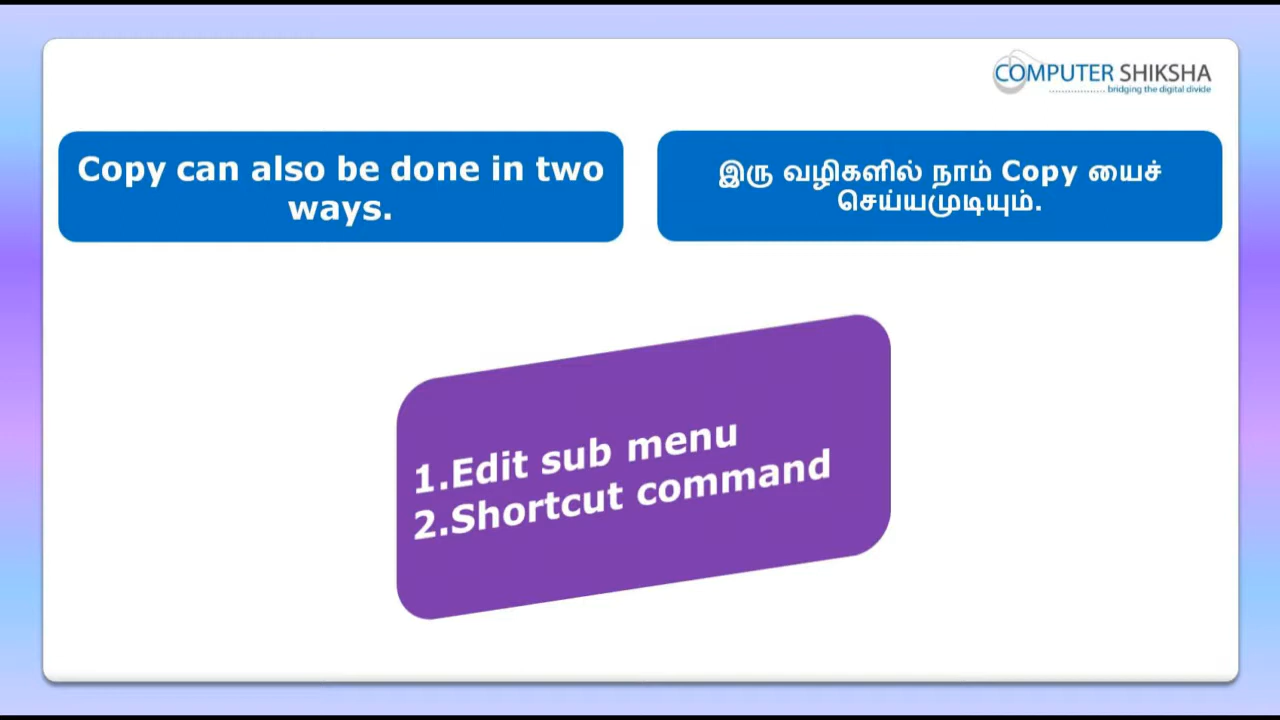 COMPUTER SHIKSHA
bridging the digital divide
Copy can also be done in two
ways.
இரு வழிகளில் நாம் Copy யைச்
செய்யமுடியும்.
1.Edit sub menu
2.Shortcut command